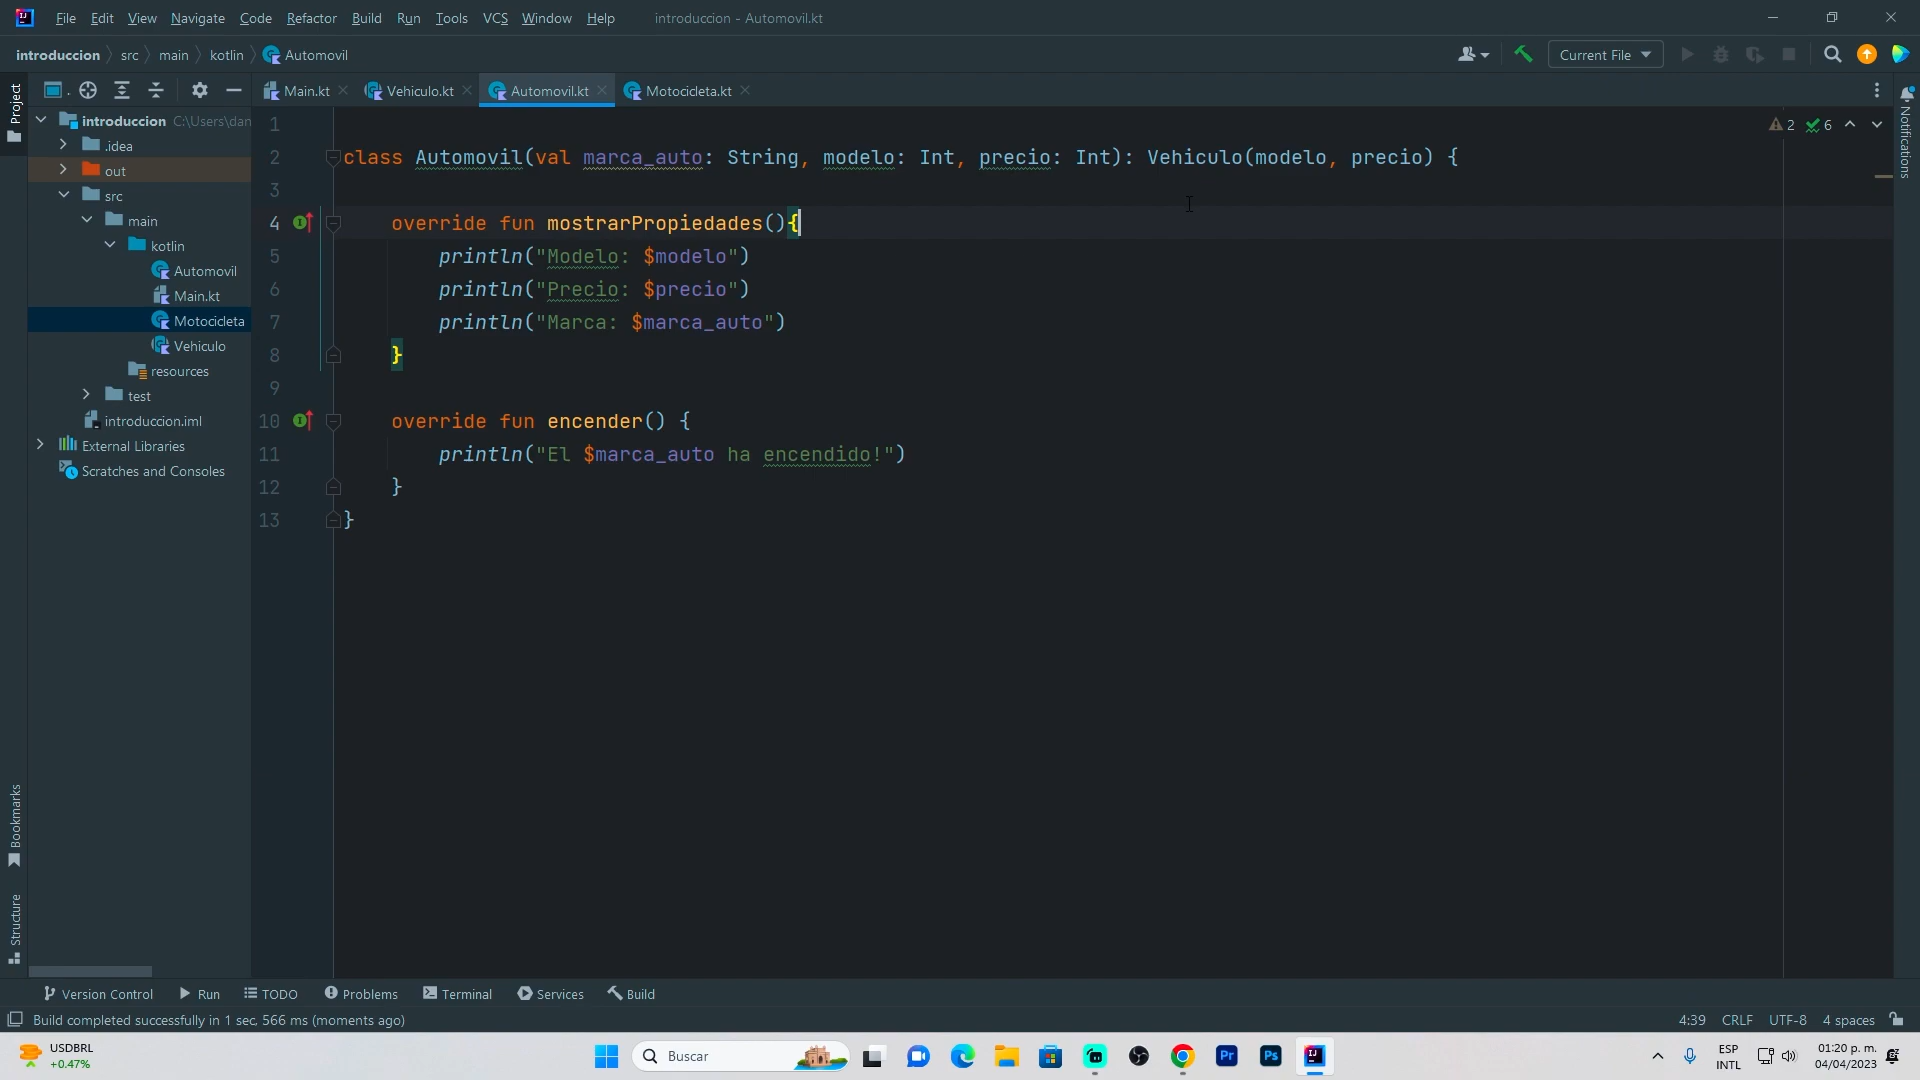 File Edit View Navigate Code Refactor Build Run Tools VCS Window Help introduccion - Automovil.kt
introduccion src main kotlin Automovil
Current File
Main.kt Vehiculo.kt Automovil.kt Motocicleta.kt
Project
introduccion C:\Users\dan
.idea
out
src
main
kotlin
Automovil
Main.kt
Motocicleta
Vehiculo
resources
test
introduccion.iml
External Libraries
Scratches and Consoles
Bookmarks
Structure
1
2 class Automovil(val marca_auto: String, modelo: Int, precio: Int): Vehiculo(modelo, precio) {
3
4 override fun mostrarPropiedades(){
5 println("Modelo: $modelo")
6 println("Precio: $precio")
7 println("Marca: $marca_auto")
8 }
9
10 override fun encender() {
11 println("El $marca_auto ha encendido!")
12 }
13 }
2 6
Notifications
Version Control Run TODO Problems Terminal Services Build
Build completed successfully in 1 sec, 566 ms (moments ago)
4:39 CRLF UTF-8 4 spaces
USDBRL
+0.47%
Buscar
Pr Ps
ESP
INTL
01:20 p. m.
04/04/2023